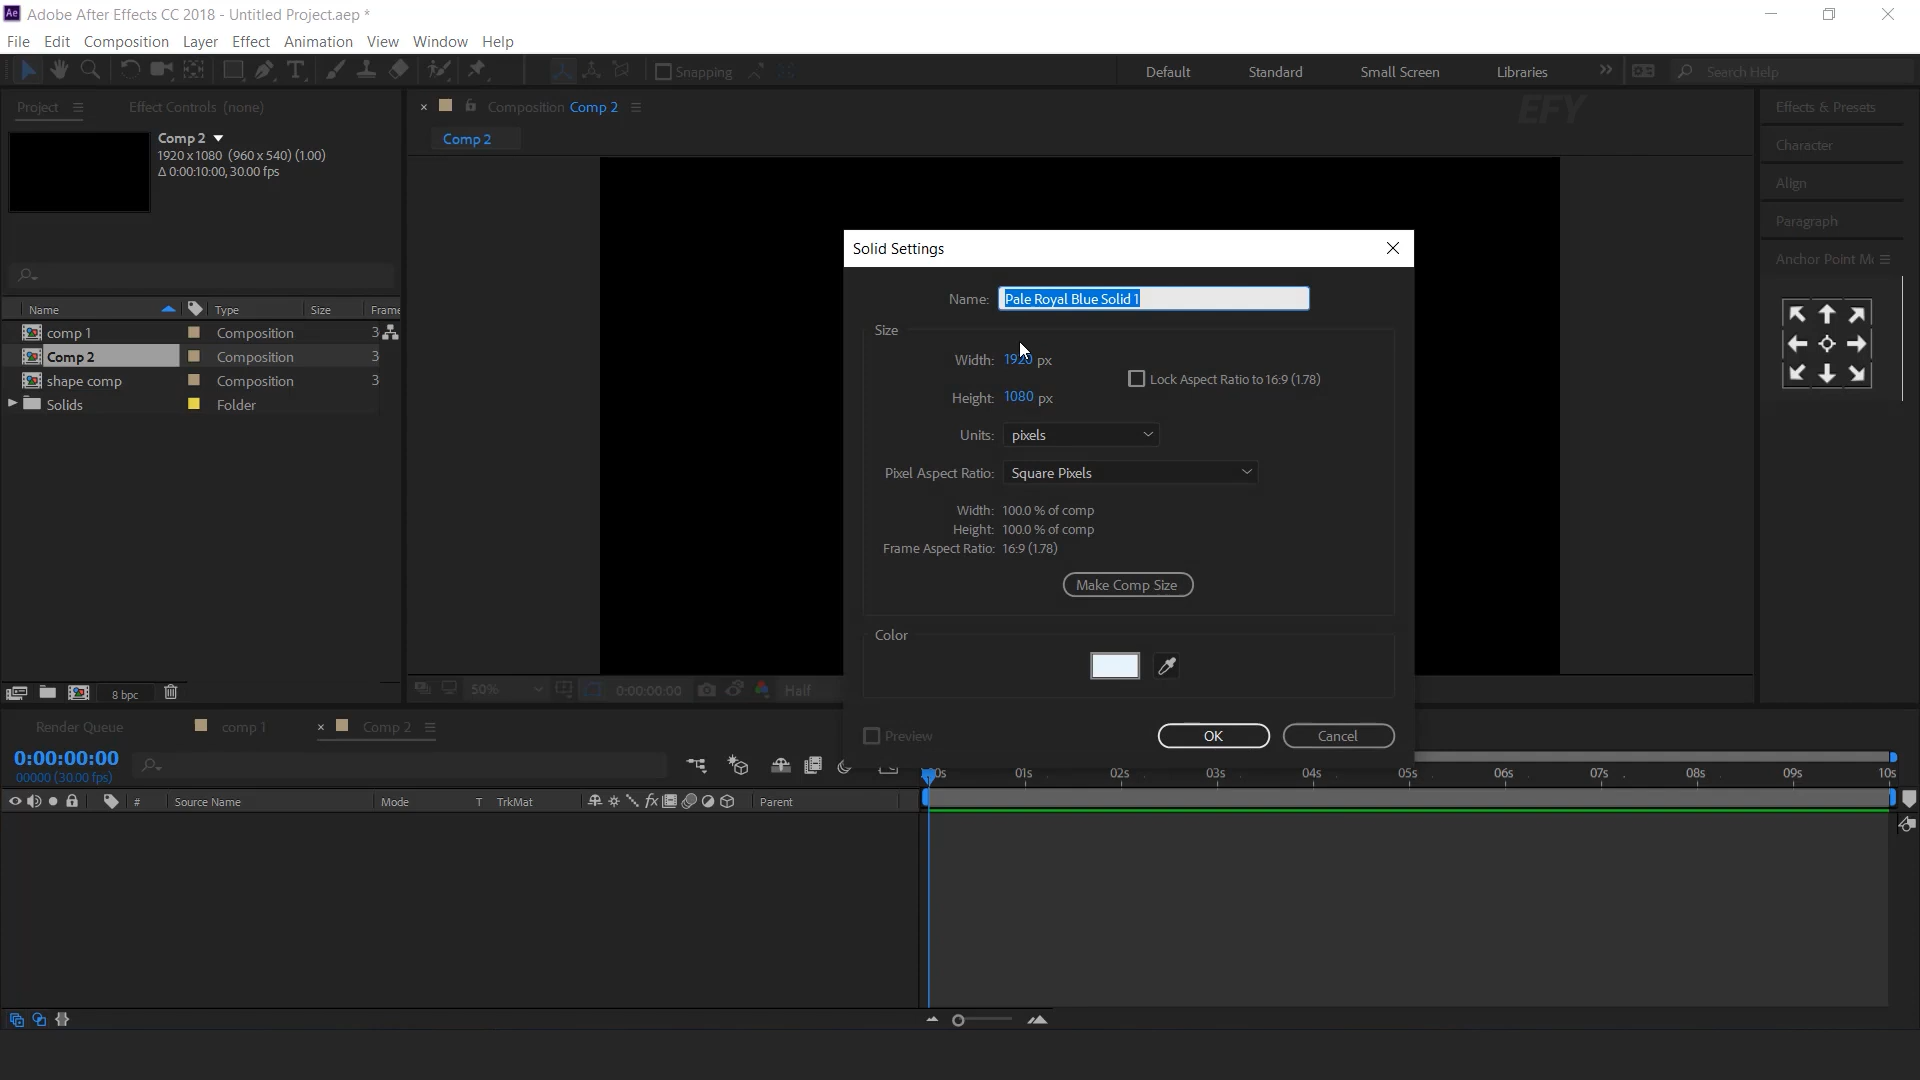 Ae Adobe After Effects CC 2018 - Untitled Project.aep *
File Edit Composition Layer Effect Animation View Window Help
Snapping Default Standard Small Screen Libraries Search Help
Project Effect Controls (none)
Composition Comp 2
EFY
Comp 2
Comp 2
1920 x 1080 (960 x 540) (1.00)
Δ 0:00:10:00, 30.00 fps
Name Type Size Frame
comp 1 Composition 3
Comp 2 Composition 3
shape comp Composition 3
Solids Folder
8 bpc
50% 0:00:00:00 Half
Effects & Presets
Character
Align
Paragraph
Anchor Point Mo
Solid Settings
Name: Pale Royal Blue Solid 1
Size
Width: 1920 px
Lock Aspect Ratio to 16:9 (1.78)
Height: 1080 px
Units: pixels
Pixel Aspect Ratio: Square Pixels
Width: 100.0 % of comp
Height: 100.0 % of comp
Frame Aspect Ratio: 16:9 (1.78)
Make Comp Size
Color
Preview OK Cancel
Render Queue comp 1 Comp 2
0:00:00:00
00000 (30.00 fps)
# Source Name Mode T TrkMat fx Parent
00s 01s 02s 03s 04s 05s 06s 07s 08s 09s 10s